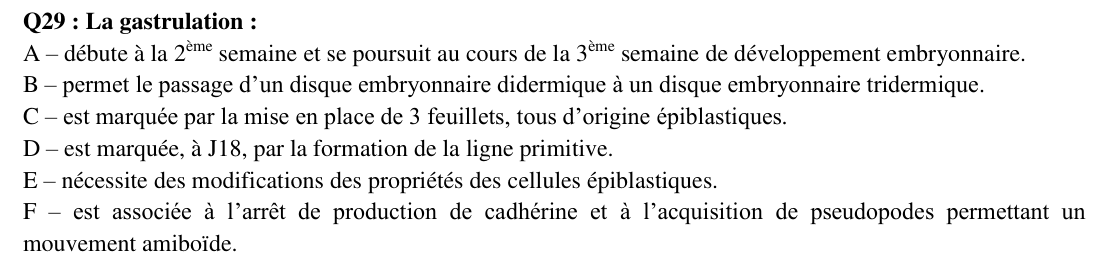 Q29 : La gastrulation :
A – débute à la 2ème semaine et se poursuit au cours de la 3ème semaine de développement embryonnaire.
B – permet le passage d’un disque embryonnaire didermique à un disque embryonnaire tridermique.
C – est marquée par la mise en place de 3 feuillets, tous d’origine épiblastiques.
D – est marquée, à J18, par la formation de la ligne primitive.
E – nécessite des modifications des propriétés des cellules épiblastiques.
F – est associée à l’arrêt de production de cadhérine et à l’acquisition de pseudopodes permettant un
mouvement amiboïde.